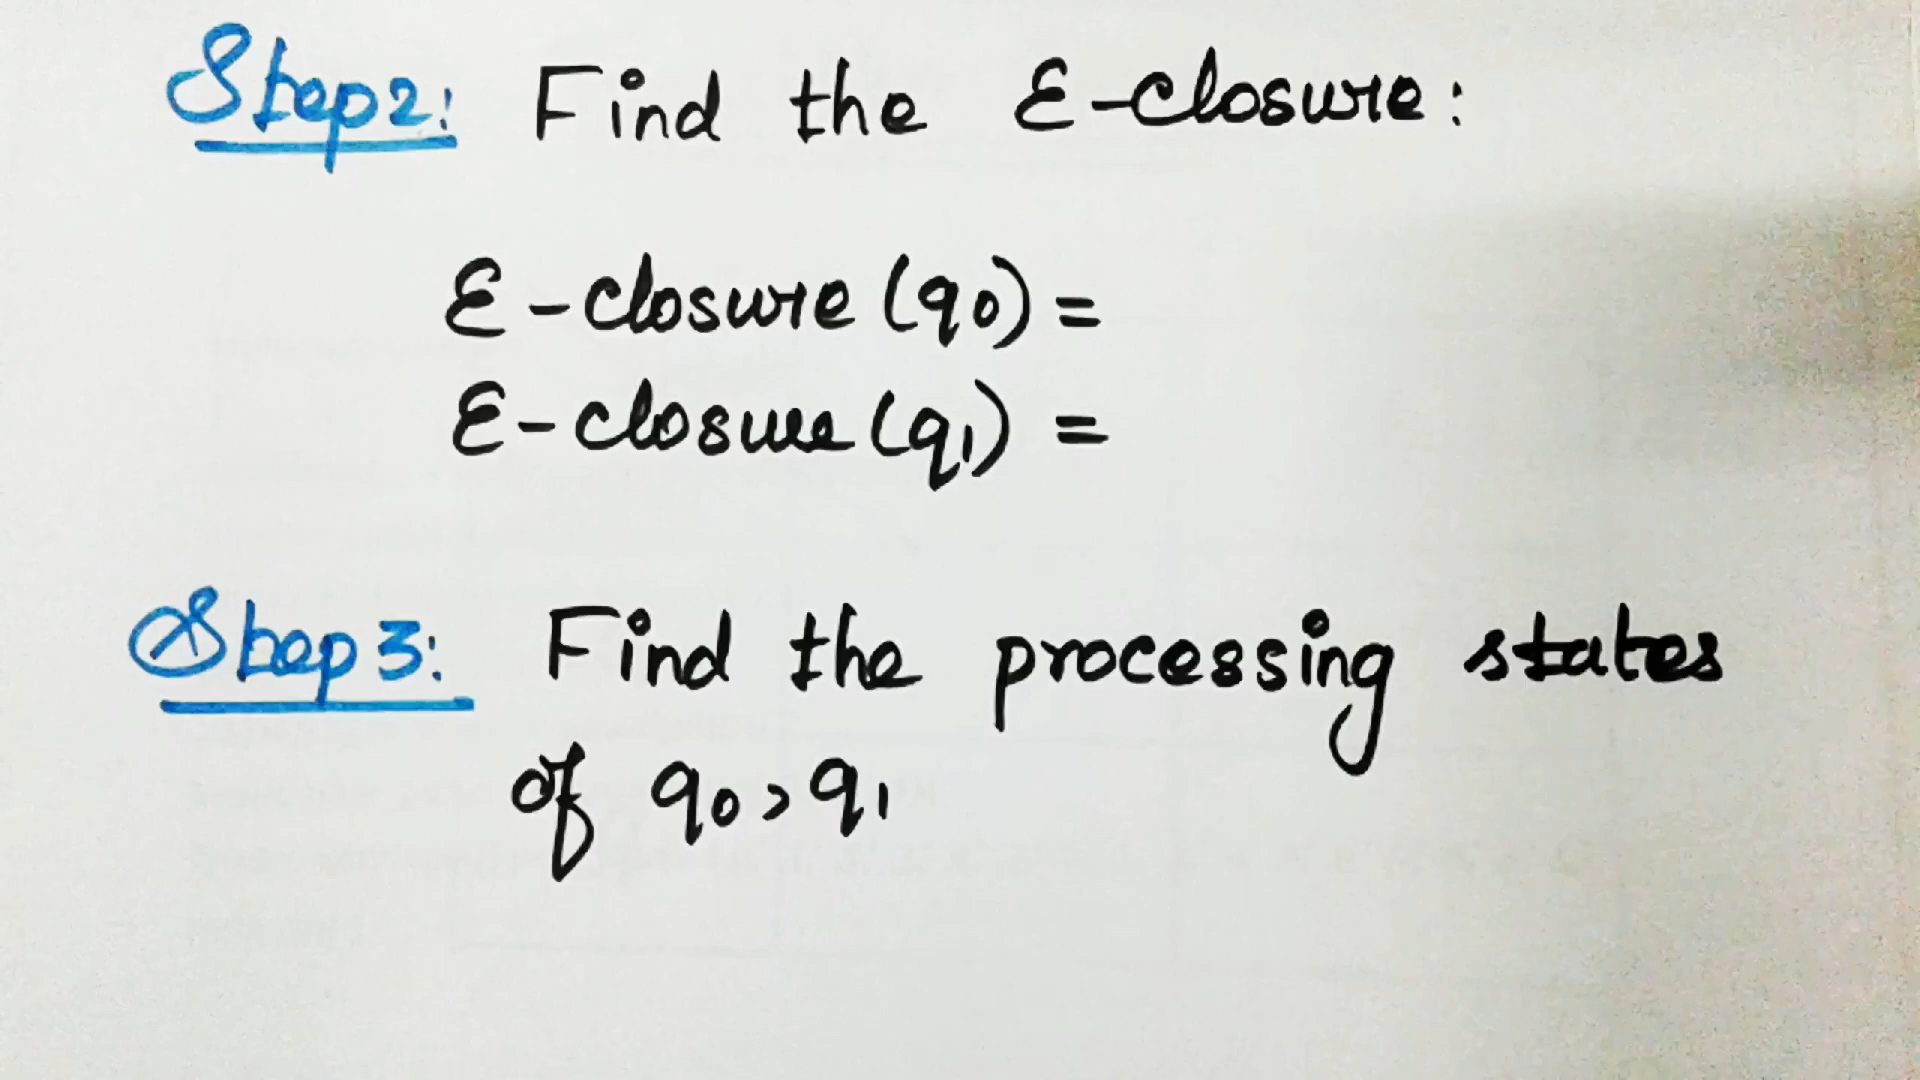 Step2: Find the Ɛ-closure:
Ɛ-closure (q0) =
Ɛ-closure (q1) =
Step 3: Find the processing states
of q0, q1